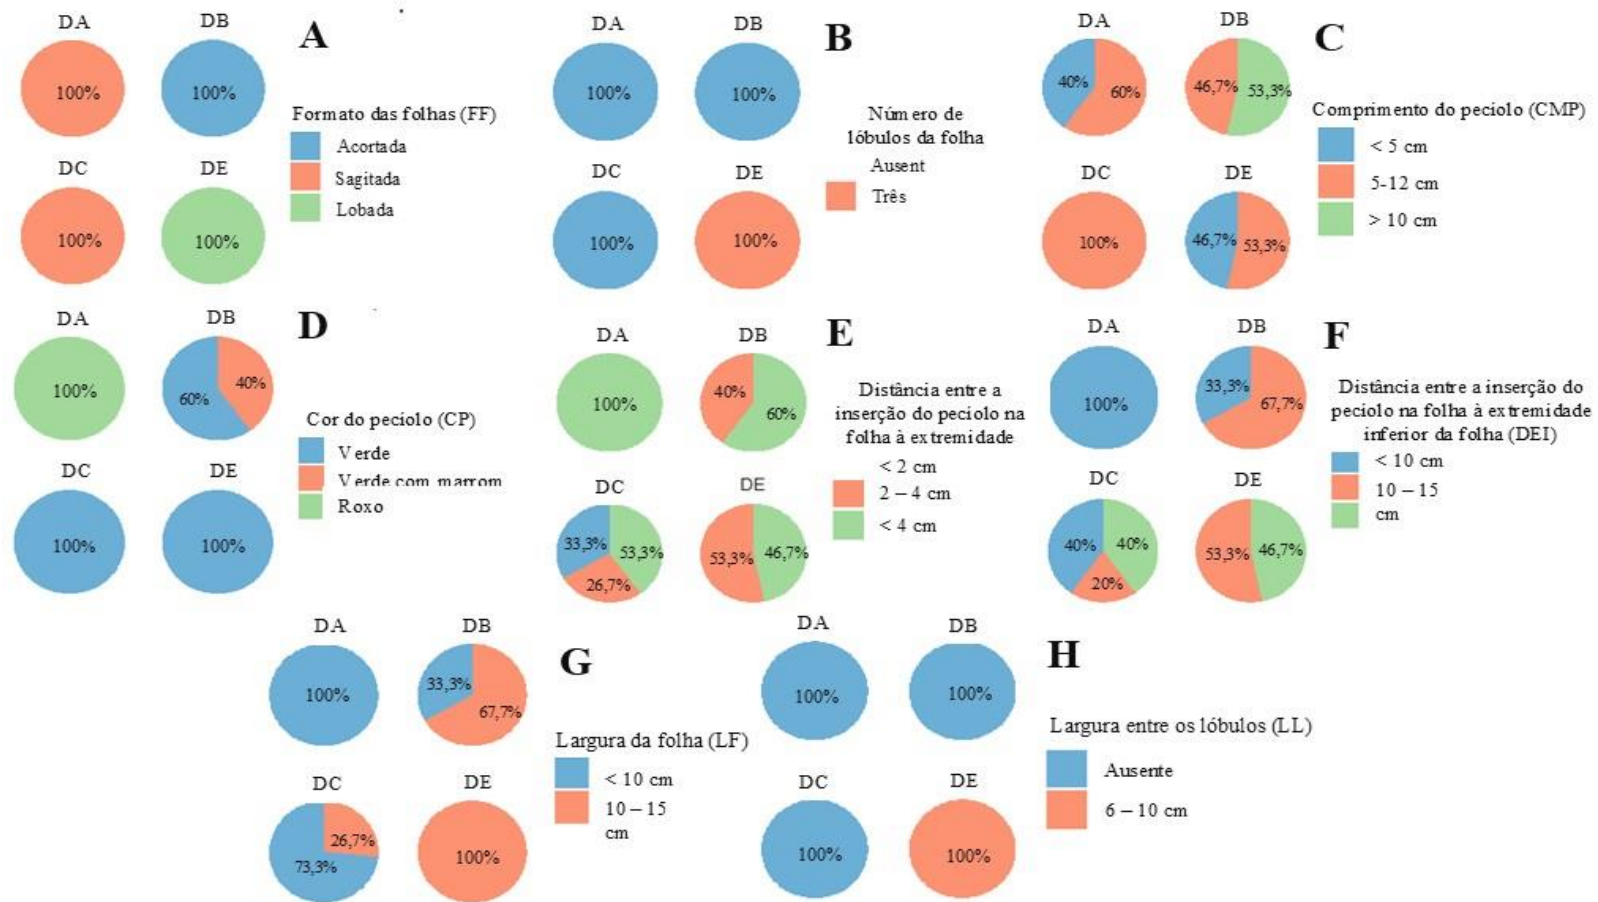 DA DB A
100% 100%
Formato das folhas (FF)
Acortada
DC DE
Sagitada
100% 100%
Lobada
DA DB B
100% 100%
Número de
lóbulos da folha
DC DE
Ausent
Três
100% 100%
DA DB C
40% 60% 46,7% 53,3%
Comprimento do peciolo (CMP)
< 5 cm
DC DE
5-12 cm
> 10 cm
100% 46,7% 53,3%
DA DB D
100% 60% 40%
Cor do peciolo (CP)
Verde
DC DE
Verde com marrom
Roxo
100% 100%
DA DB E
100% 40% 60%
Distância entre a
inserção do peciolo na
folha à extremidade
< 2 cm
DC DE
2 – 4 cm
< 4 cm
33,3% 53,3% 26,7% 53,3% 46,7%
DA DB F
100% 33,3% 67,7%
Distância entre a inserção do
peciolo na folha à extremidade
inferior da folha (DEI)
< 10 cm
DC DE
10 – 15
cm
40% 40% 20% 53,3% 46,7%
DA DB G
100% 33,3% 67,7%
Largura da folha (LF)
< 10 cm
DC DE
10 – 15
cm
26,7% 73,3% 100%
DA DB H
100% 100%
Largura entre os lóbulos (LL)
Ausente
DC DE
6 – 10 cm
100% 100%